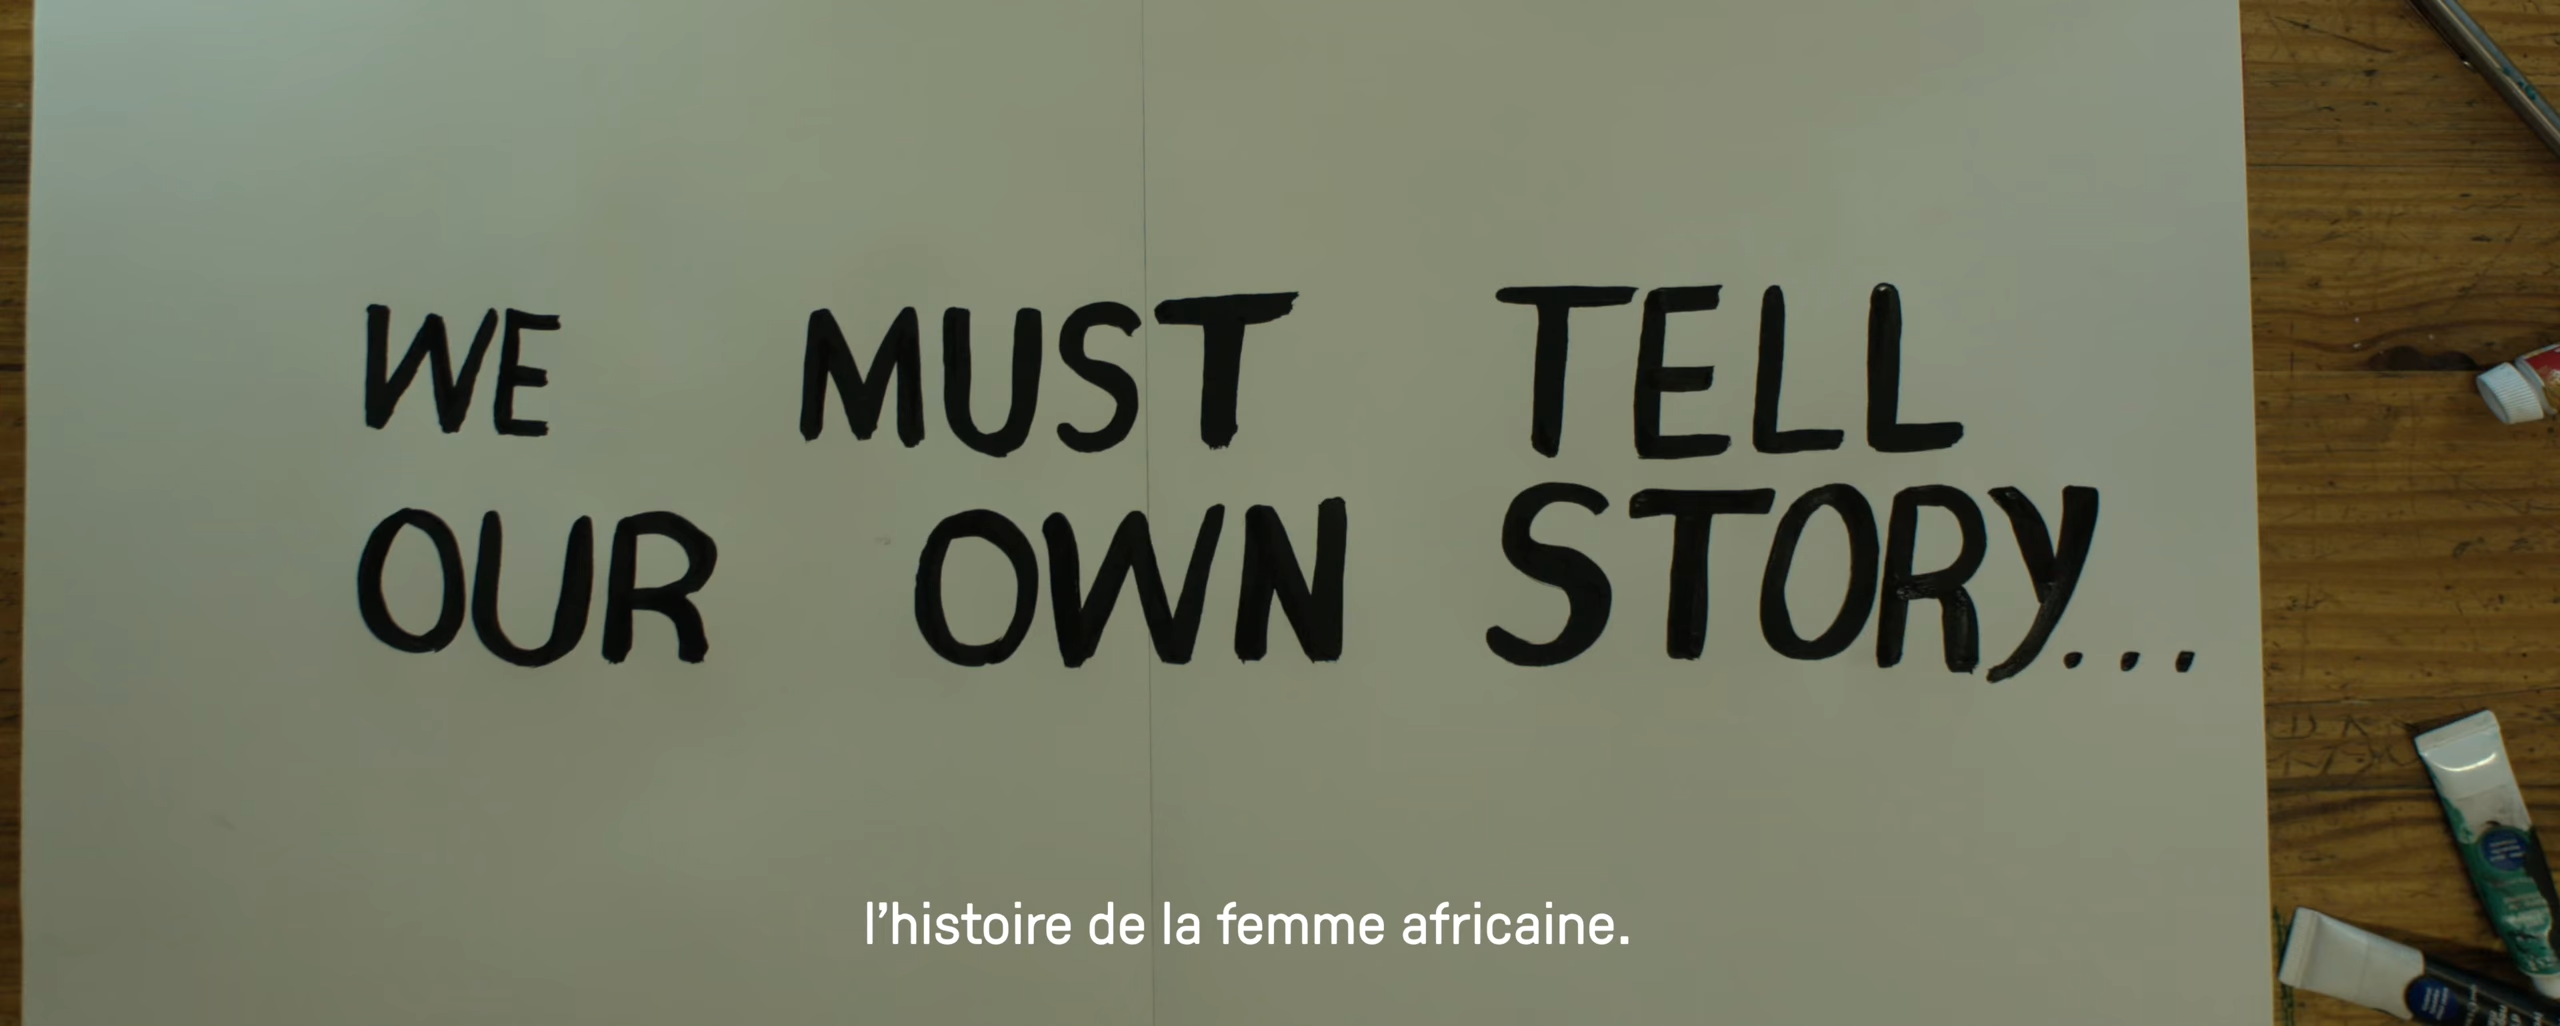 WE MUST TELL
OUR OWN STORY...
l'histoire de la femme africaine.